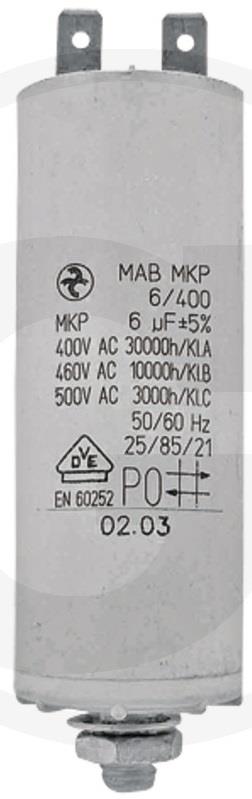 MAB MKP
6/400
MKP 6 µF±5%
400V AC 30000h/KLA
460V AC 10000h/KLB
500V AC 3000h/KLC
50/60 Hz
25/85/21
DVE
EN 60252 P0
02.03